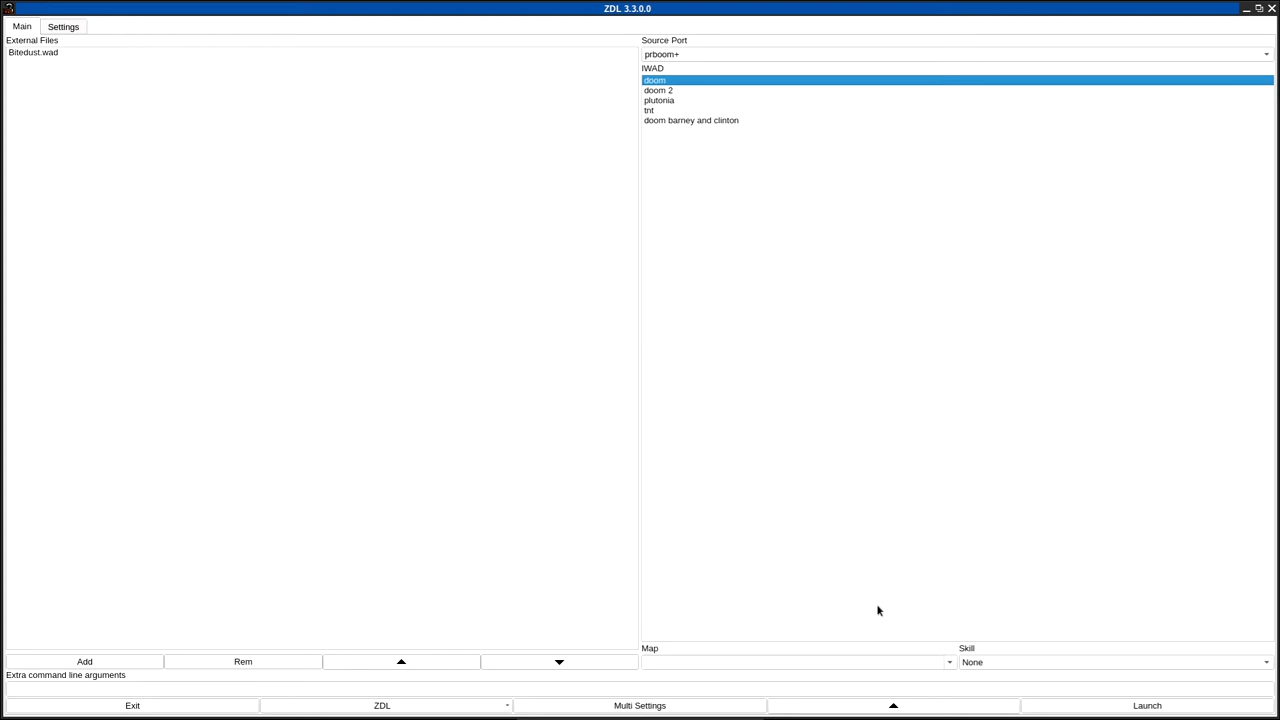 ZDL 3.3.0.0
Main
Settings
External Files
Bitedust.wad
Source Port
prboom+
IWAD
doom
doom 2
plutonia
tnt
doom barney and clinton
Map
Skill
None
Add
Rem
Extra command line arguments
Exit
ZDL
Multi Settings
Launch